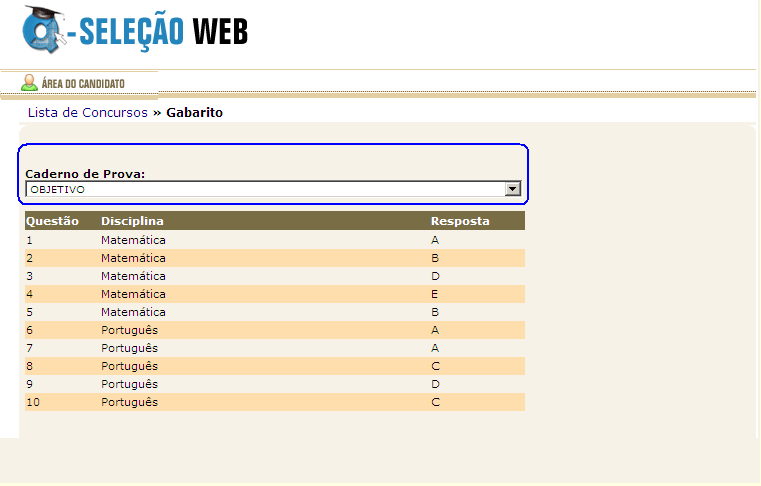 a-SELEÇÃO WEB
ÁREA DO CANDIDATO
Lista de Concursos » Gabarito
Caderno de Prova:
OBJETIVO
Questão Disciplina Resposta
1 Matemática A
2 Matemática B
3 Matemática D
4 Matemática E
5 Matemática B
6 Português A
7 Português A
8 Português C
9 Português D
10 Português C